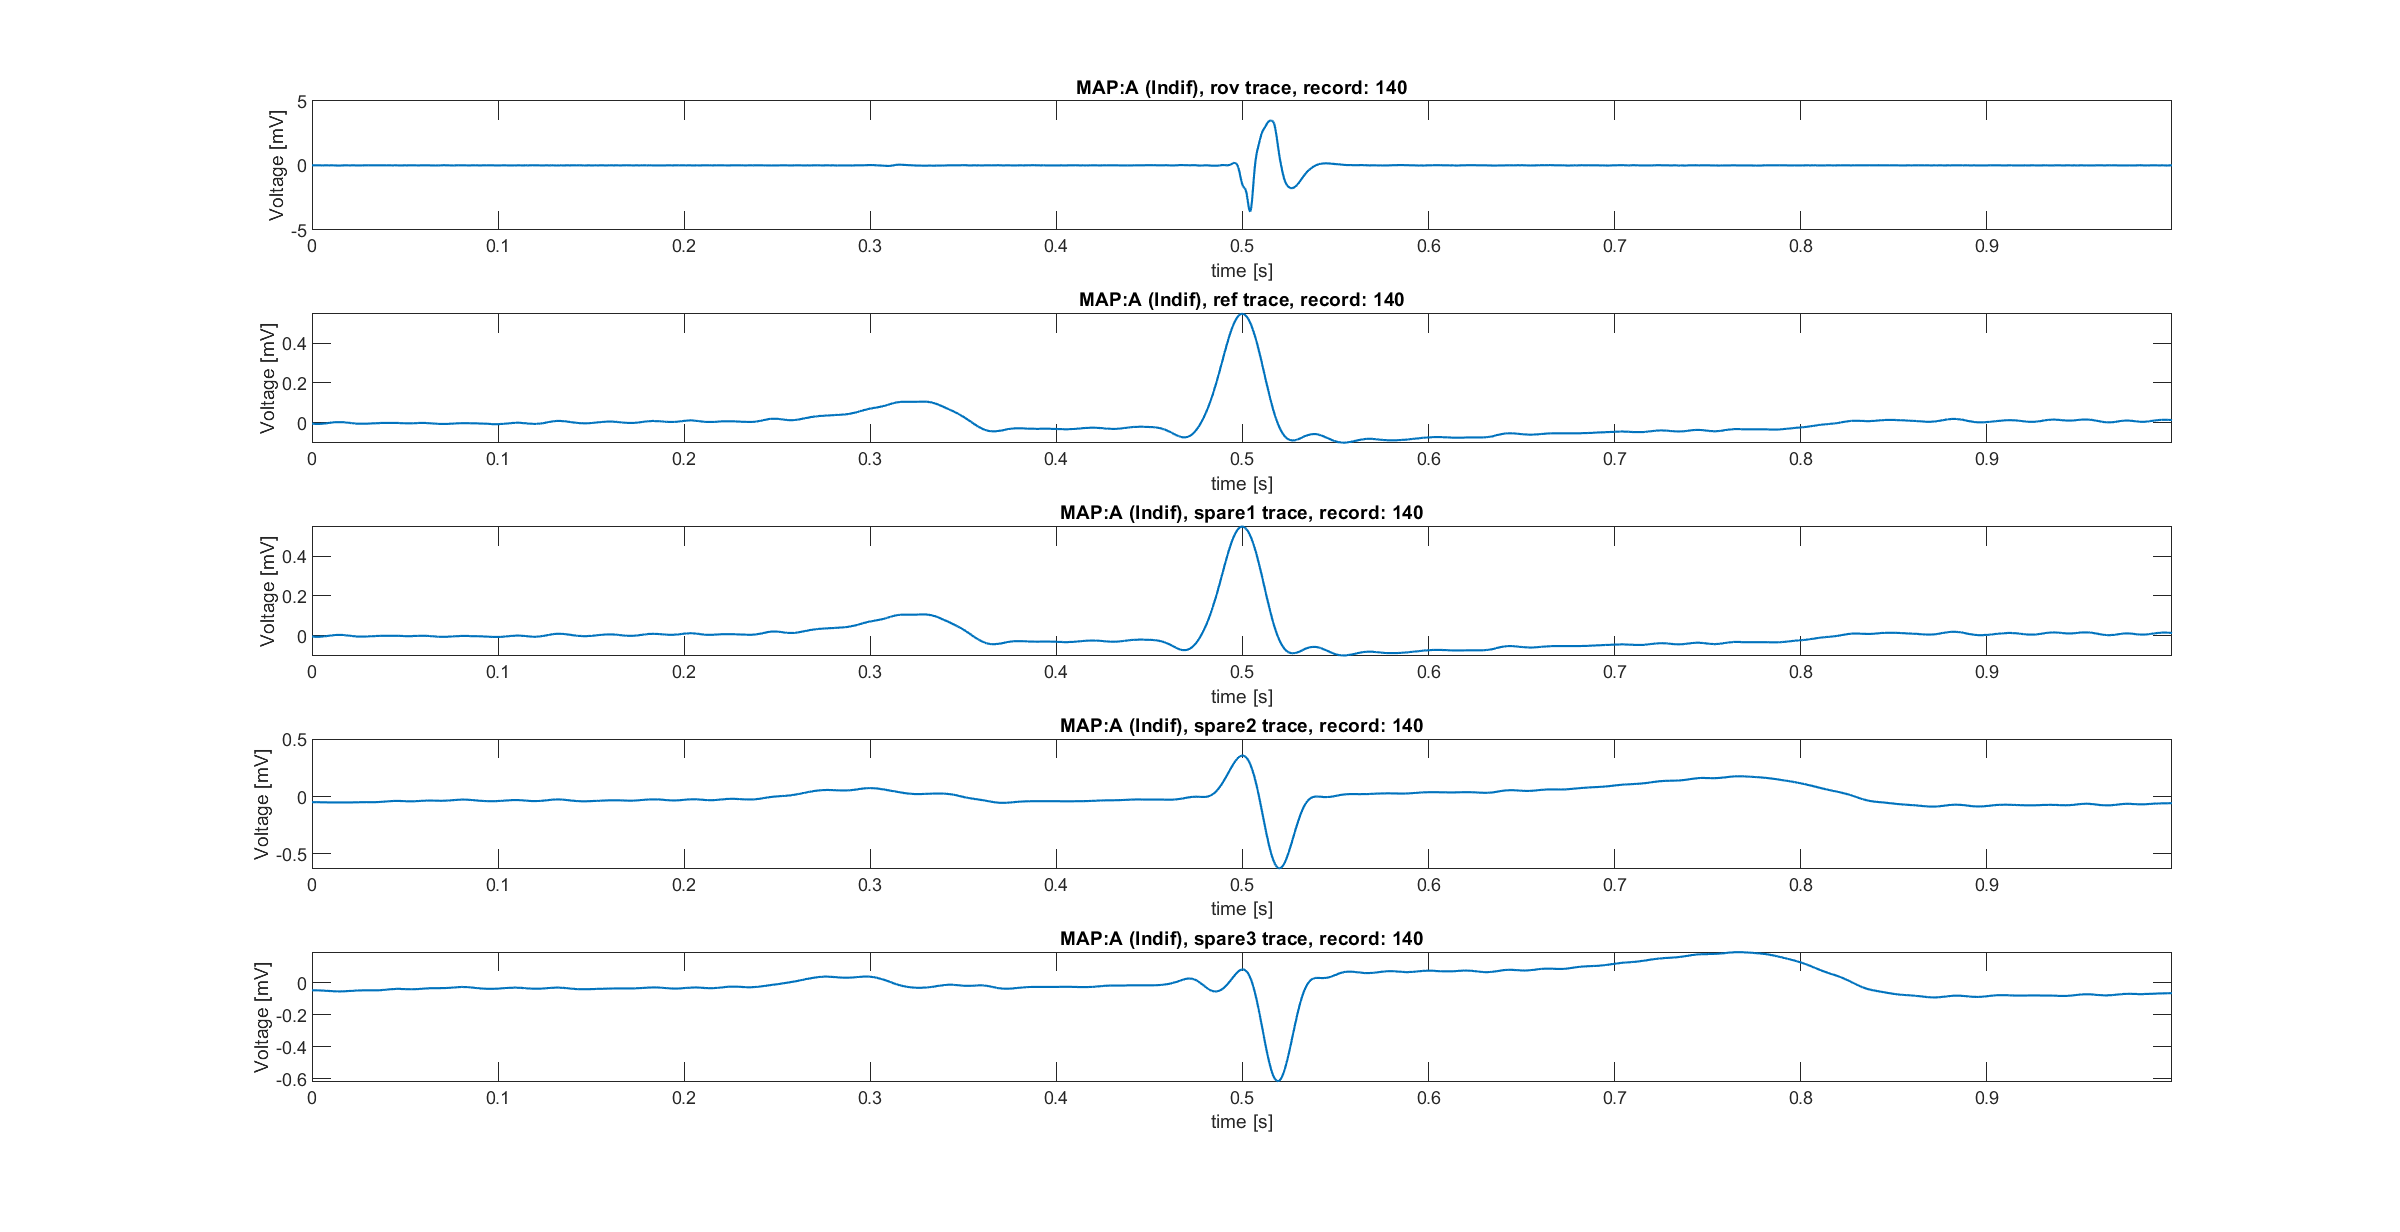 MAP:A (Indif), rov trace, record: 140
Voltage [mV]
5
0
-5
0 0.1 0.2 0.3 0.4 0.5 0.6 0.7 0.8 0.9
time [s]
MAP:A (Indif), ref trace, record: 140
Voltage [mV]
0.4
0.2
0
0 0.1 0.2 0.3 0.4 0.5 0.6 0.7 0.8 0.9
time [s]
MAP:A (Indif), spare1 trace, record: 140
Voltage [mV]
0.4
0.2
0
0 0.1 0.2 0.3 0.4 0.5 0.6 0.7 0.8 0.9
time [s]
MAP:A (Indif), spare2 trace, record: 140
Voltage [mV]
0.5
0
-0.5
0 0.1 0.2 0.3 0.4 0.5 0.6 0.7 0.8 0.9
time [s]
MAP:A (Indif), spare3 trace, record: 140
Voltage [mV]
0
-0.2
-0.4
-0.6
0 0.1 0.2 0.3 0.4 0.5 0.6 0.7 0.8 0.9
time [s]